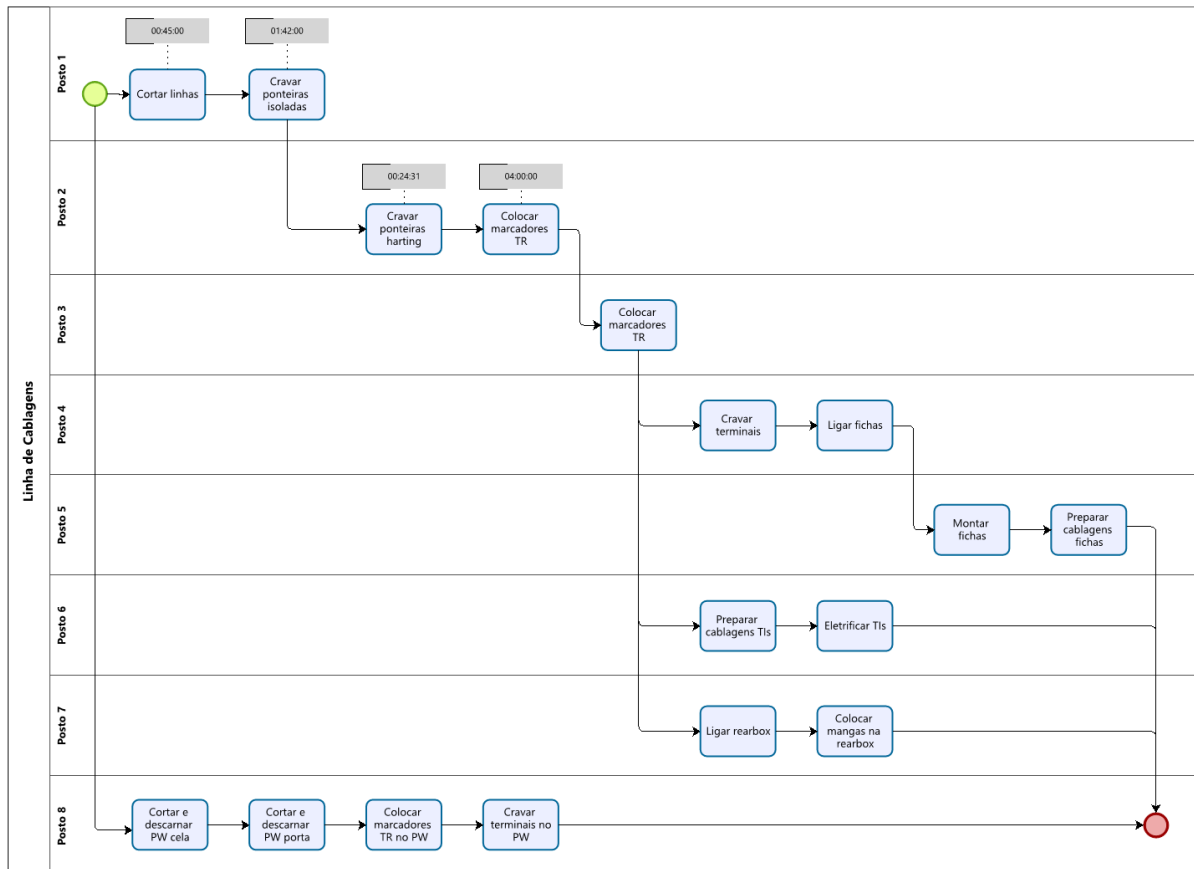 Linha de Cablagens
Posto 1
00:45:00
01:42:00
Cortar linhas
Cravar
ponteiras
isoladas
Posto 2
00:24:31
04:00:00
Cravar
ponteiras
harting
Colocar
marcadores
TR
Posto 3
Colocar
marcadores
TR
Posto 4
Cravar
terminais
Ligar fichas
Posto 5
Montar
fichas
Preparar
cablagens
fichas
Posto 6
Preparar
cablagens TIs
Eletrificar TIs
Posto 7
Ligar rearbox
Colocar
mangas na
rearbox
Posto 8
Cortar e
descarnar
PW cela
Cortar e
descarnar
PW porta
Colocar
marcadores
TR no PW
Cravar
terminais no
PW